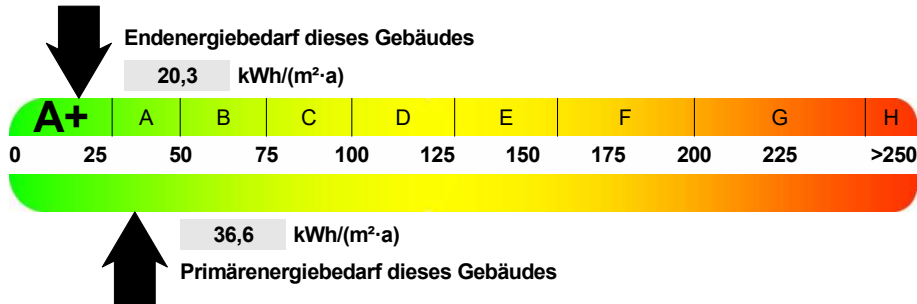 Endenergiebedarf dieses Gebäudes
20,3 kWh/(m²·a)
A+ A B C D E F G H
0 25 50 75 100 125 150 175 200 225 >250
36,6 kWh/(m²·a)
Primärenergiebedarf dieses Gebäudes